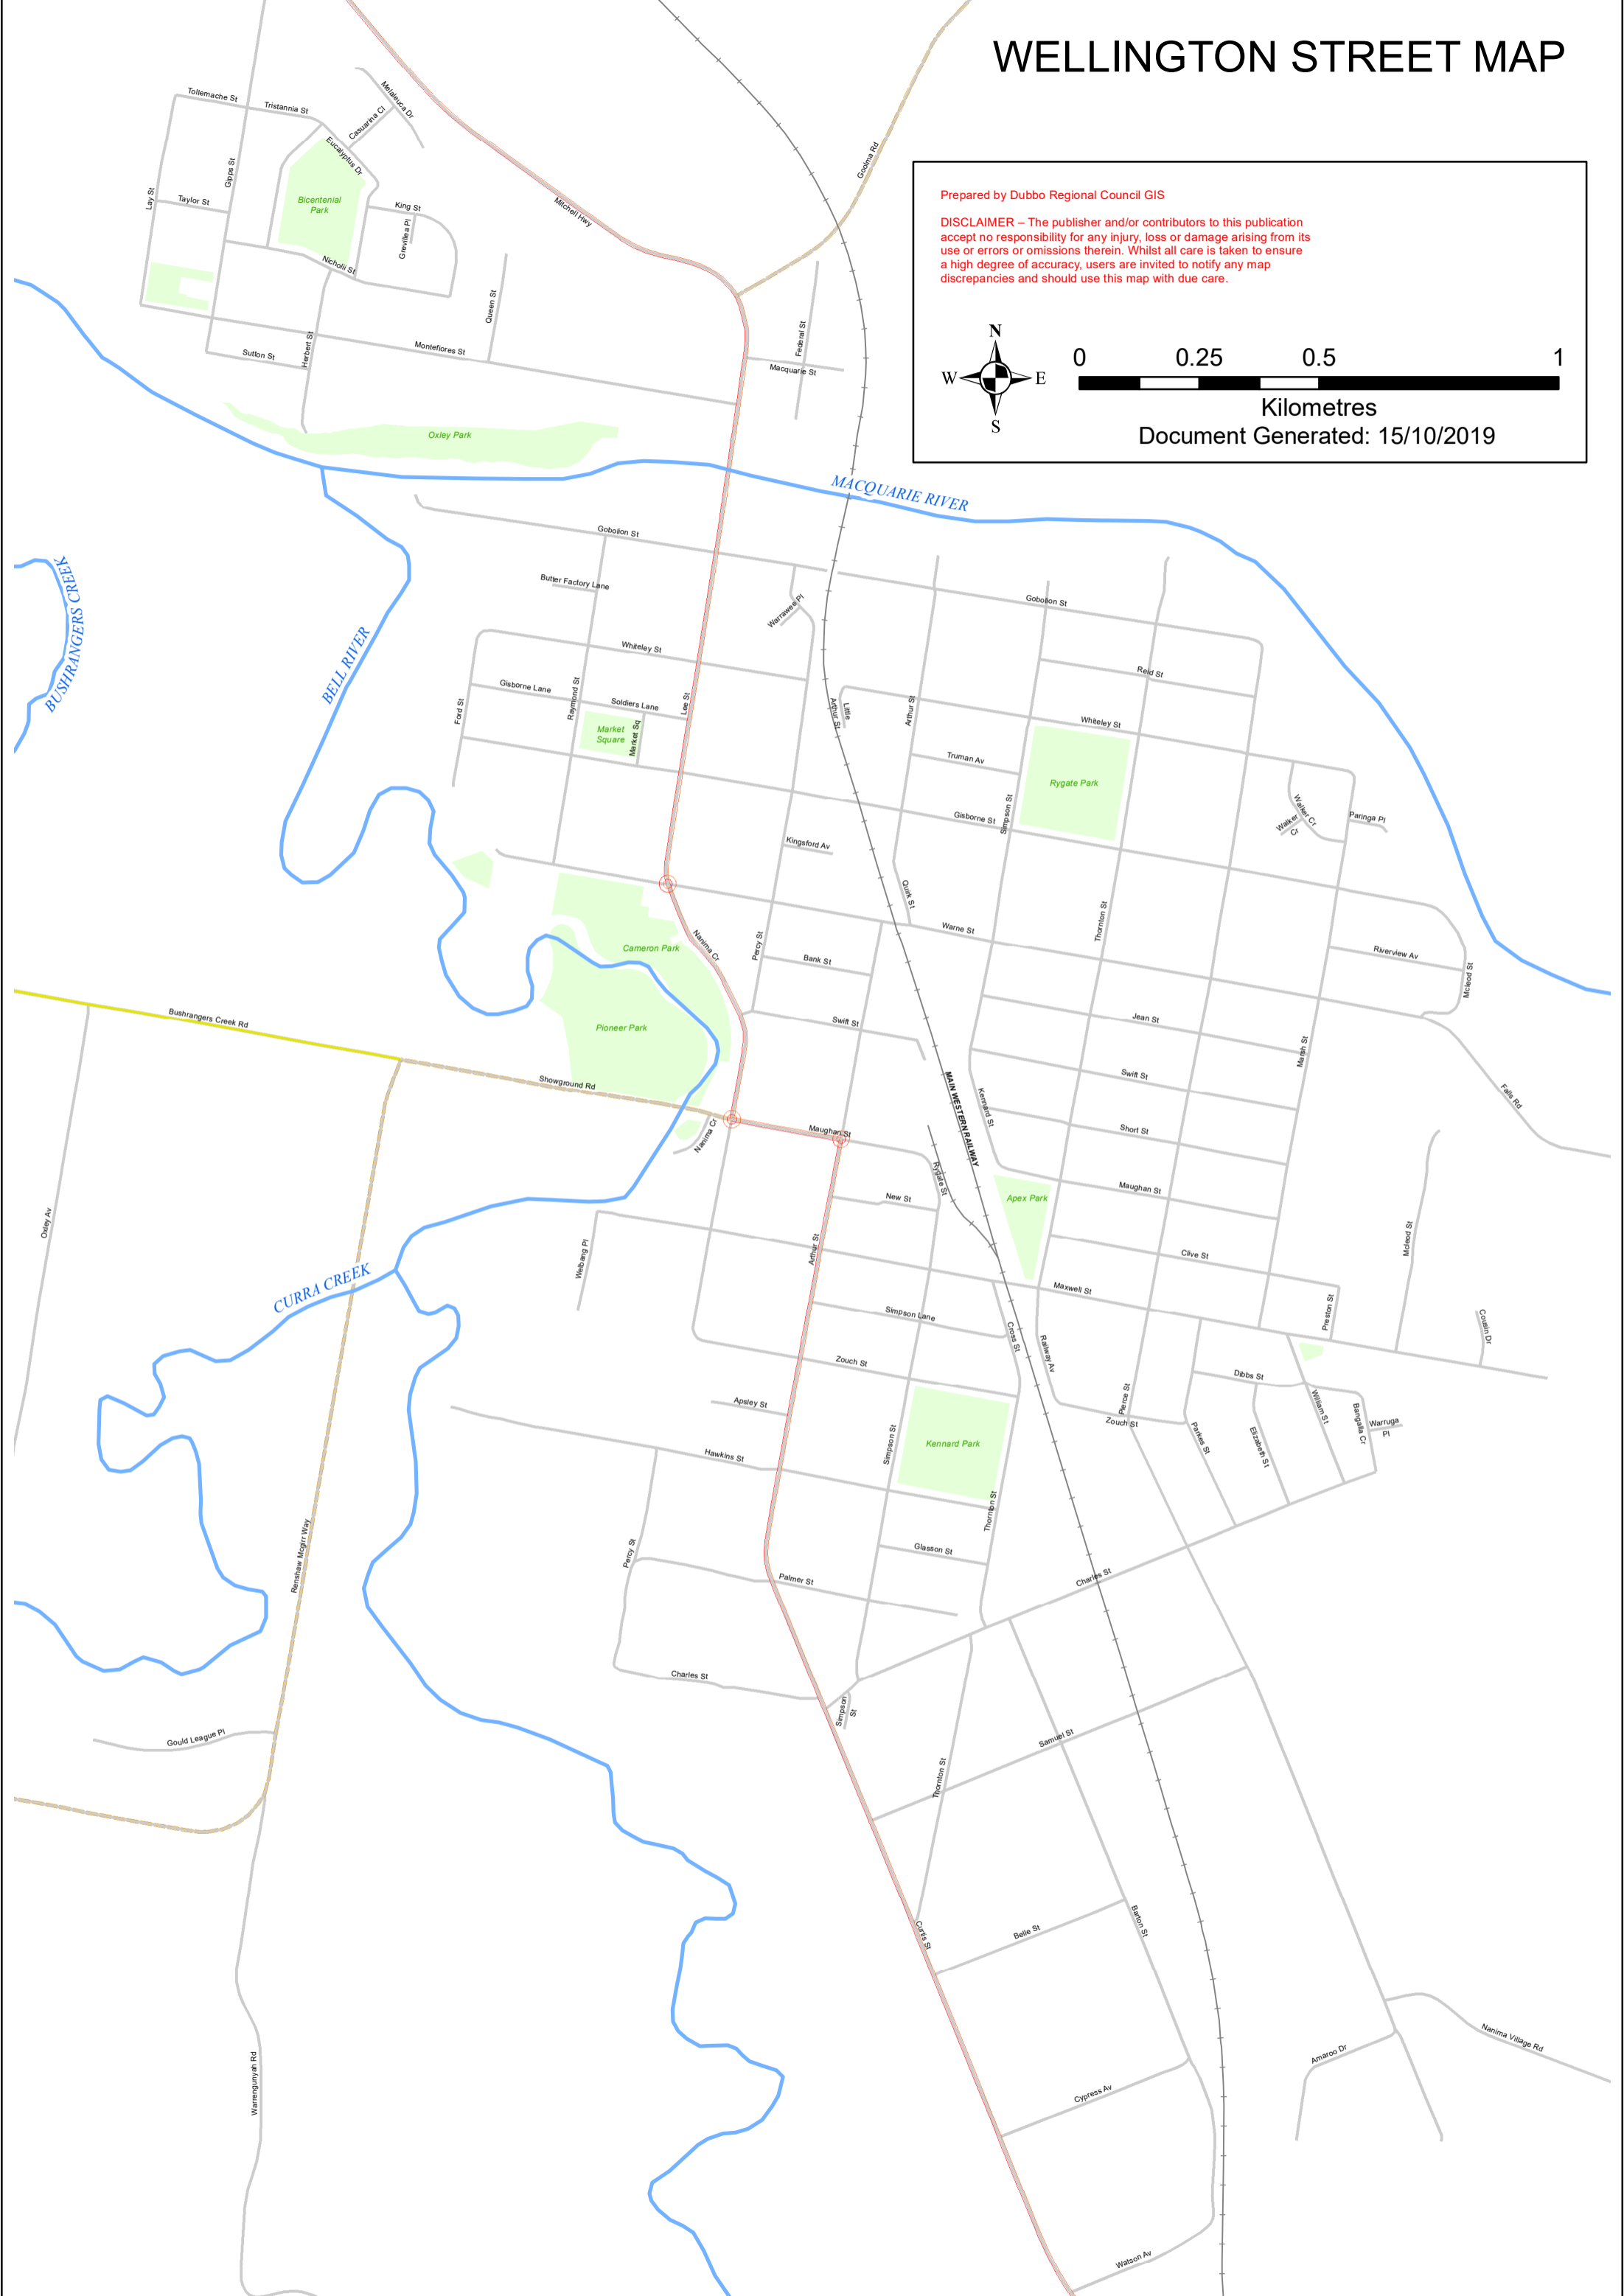 WELLINGTON STREET MAP
Prepared by Dubbo Regional Council GIS
DISCLAIMER – The publisher and/or contributors to this publication
accept no responsibility for any injury, loss or damage arising from its
use or errors or omissions therein. Whilst all care is taken to ensure
a high degree of accuracy, users are invited to notify any map
discrepancies and should use this map with due care.
N
W
E
S
0
0.25
0.5
1
Kilometres
Document Generated: 15/10/2019
Tollemache St
Tristannia St
Melaleuca Dr
Casuarina Cl
Eucalyptus Dr
Gipps St
Lay St
Taylor St
Bicentenial
Park
King St
Grevillea Pl
Nicholii St
Mitchell Hwy
Goolma Rd
Queen St
Federal St
Herbert St
Montefiores St
Sutton St
Macquarie St
Oxley Park
MACQUARIE RIVER
BUSHRANGERS CREEK
BELL RIVER
Gobolion St
Butter Factory Lane
Warrawee Pl
Gobolion St
Whiteley St
Reid St
Gisborne Lane
Soldiers Lane
Raymond St
Lee St
Ford St
Market
Square
Market Sq
Little
Arthur St
Arthur St
Whiteley St
Truman Av
Rygate Park
Simpson St
Gisborne St
Walker Cr
Walker
Cr
Paringa Pl
Kingsford Av
Quirk St
Thornton St
Warne St
Percy St
Nanima Cr
Cameron Park
Bank St
Riverview Av
Mcleod St
Bushrangers Creek Rd
Pioneer Park
Swift St
Jean St
Marsh St
Showground Rd
MAIN WESTERN RAILWAY
Kennard St
Swift St
Falls Rd
Maughan St
Nanima Cr
Short St
Rygate St
New St
Apex Park
Maughan St
Oxley Av
Welbang Pl
Arthur St
Clive St
Mcleod St
CURRA CREEK
Maxwell St
Simpson Lane
Cross St
Railway Av
Preston St
Cousin Dr
Zouch St
Dibbs St
Apsley St
Pierce St
Zouch St
William St
Bangalla Cr
Warruga
Pl
Kennard Park
Simpson St
Parkes St
Elizabeth St
Hawkins St
Thornton St
Renshaw Mcgirr Way
Percy St
Glasson St
Palmer St
Charles St
Charles St
Simpson
St
Gould League Pl
Samuel St
Thornton St
Curtis St
Belle St
Barton St
Nanima Village Rd
Amaroo Dr
Warrengunyah Rd
Cypress Av
Watson Av